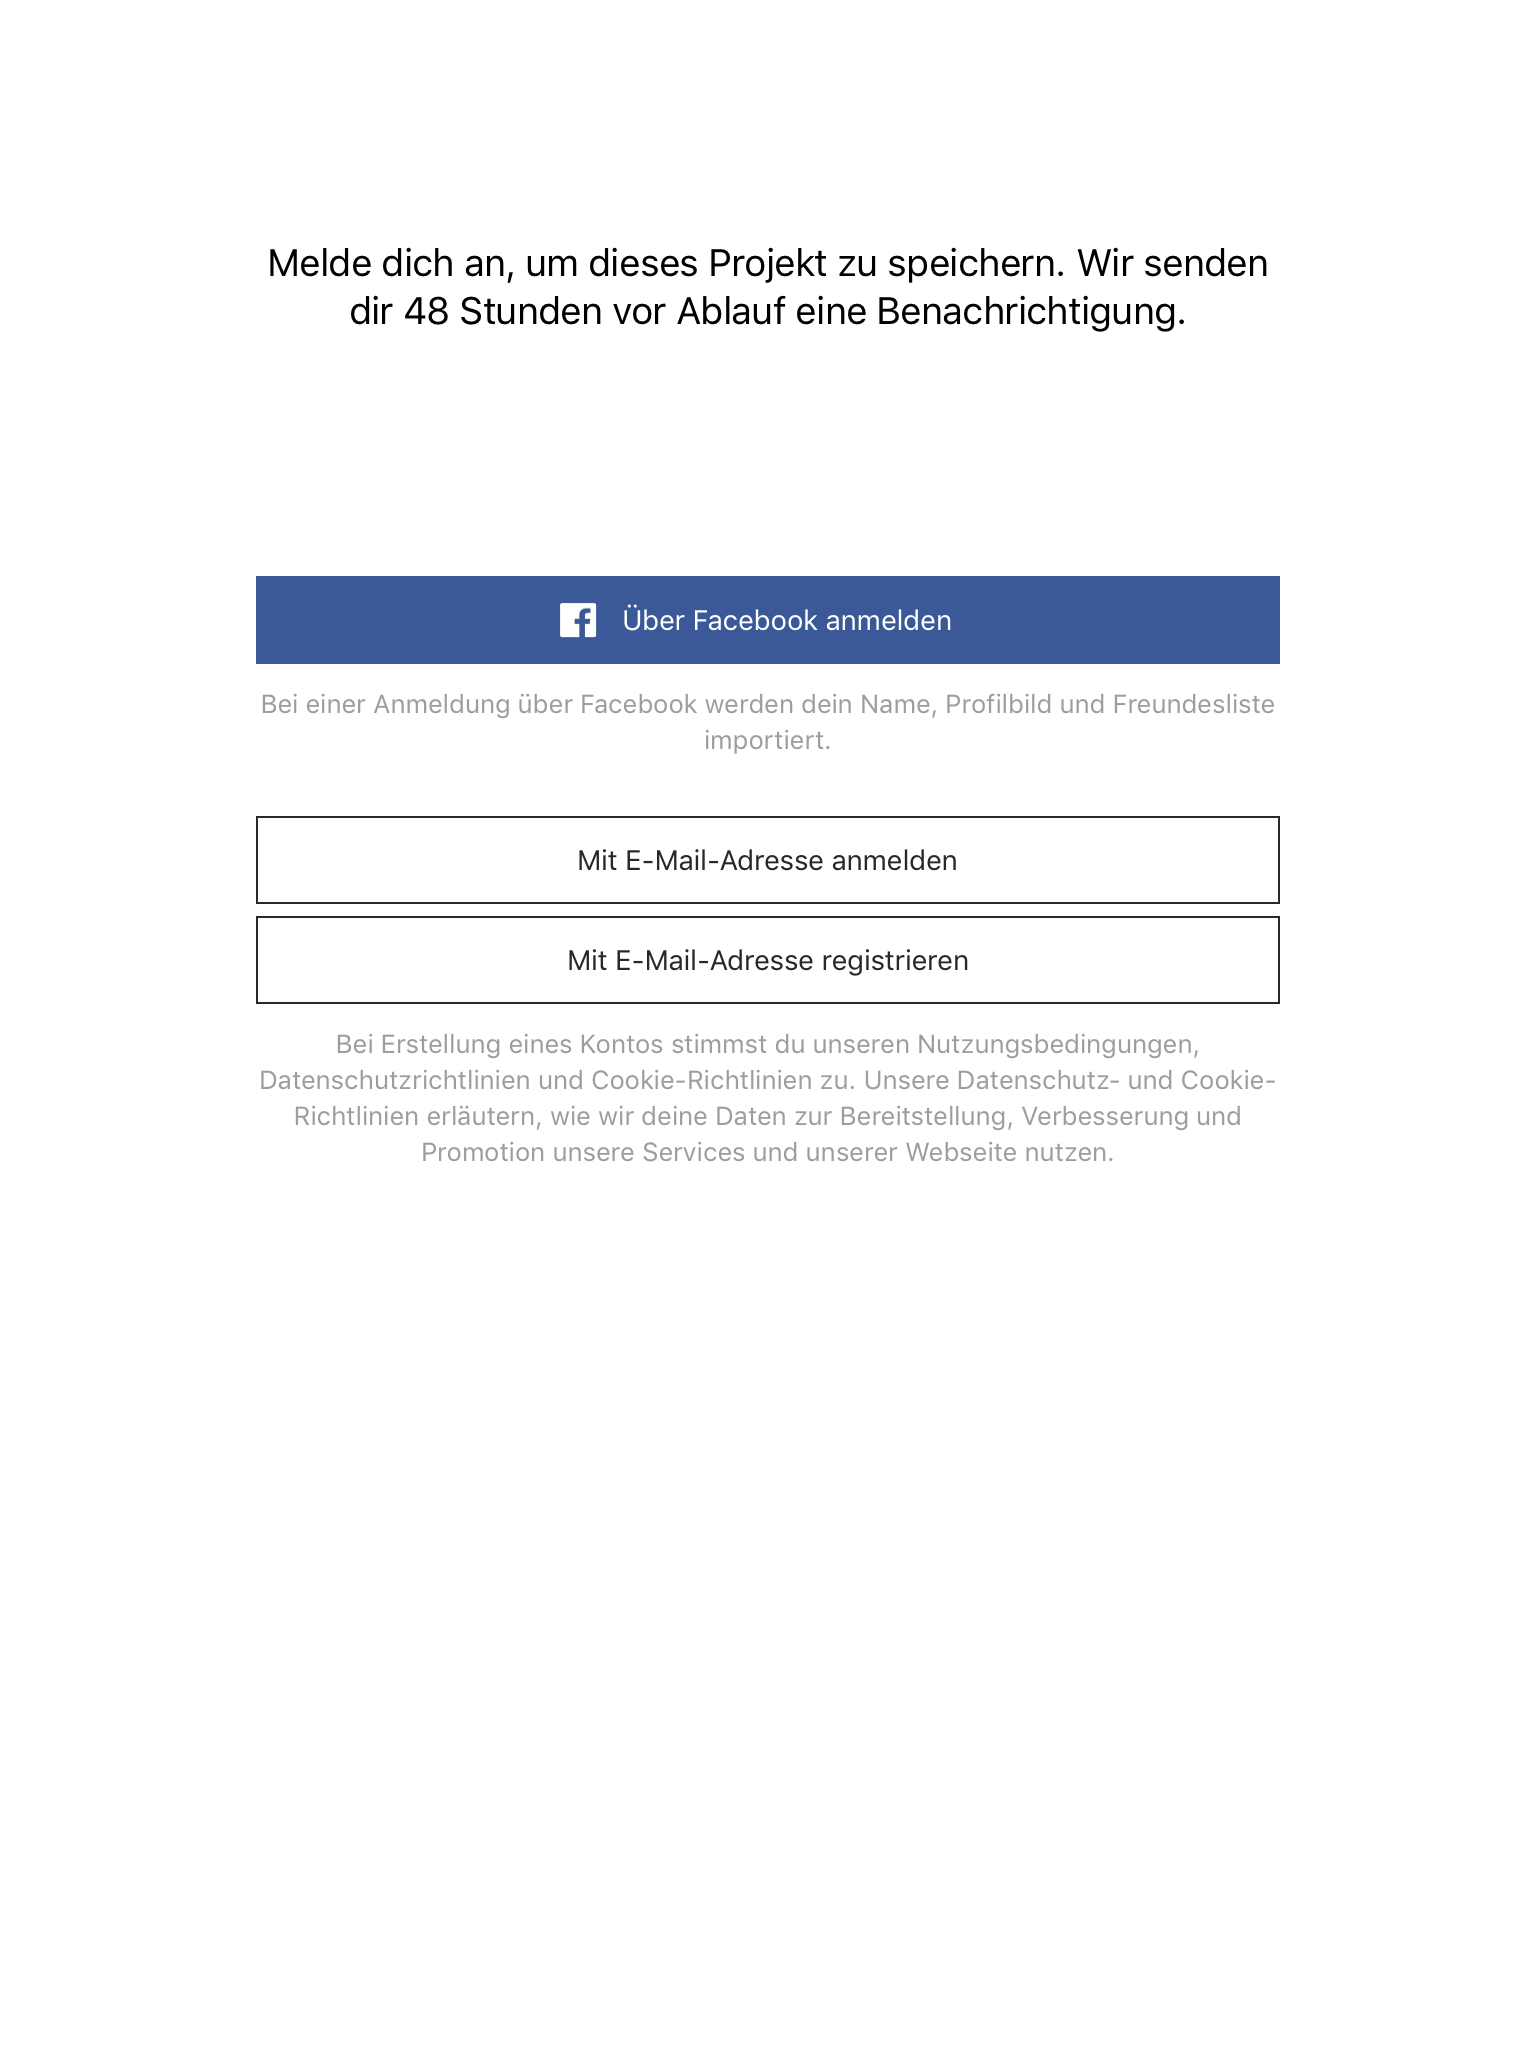 Melde dich an, um dieses Projekt zu speichern. Wir senden
dir 48 Stunden vor Ablauf eine Benachrichtigung.
Über Facebook anmelden
Bei einer Anmeldung über Facebook werden dein Name, Profilbild und Freundesliste
importiert.
Mit E-Mail-Adresse anmelden
Mit E-Mail-Adresse registrieren
Bei Erstellung eines Kontos stimmst du unseren Nutzungsbedingungen,
Datenschutzrichtlinien und Cookie-Richtlinien zu. Unsere Datenschutz- und Cookie-
Richtlinien erläutern, wie wir deine Daten zur Bereitstellung, Verbesserung und
Promotion unsere Services und unserer Webseite nutzen.